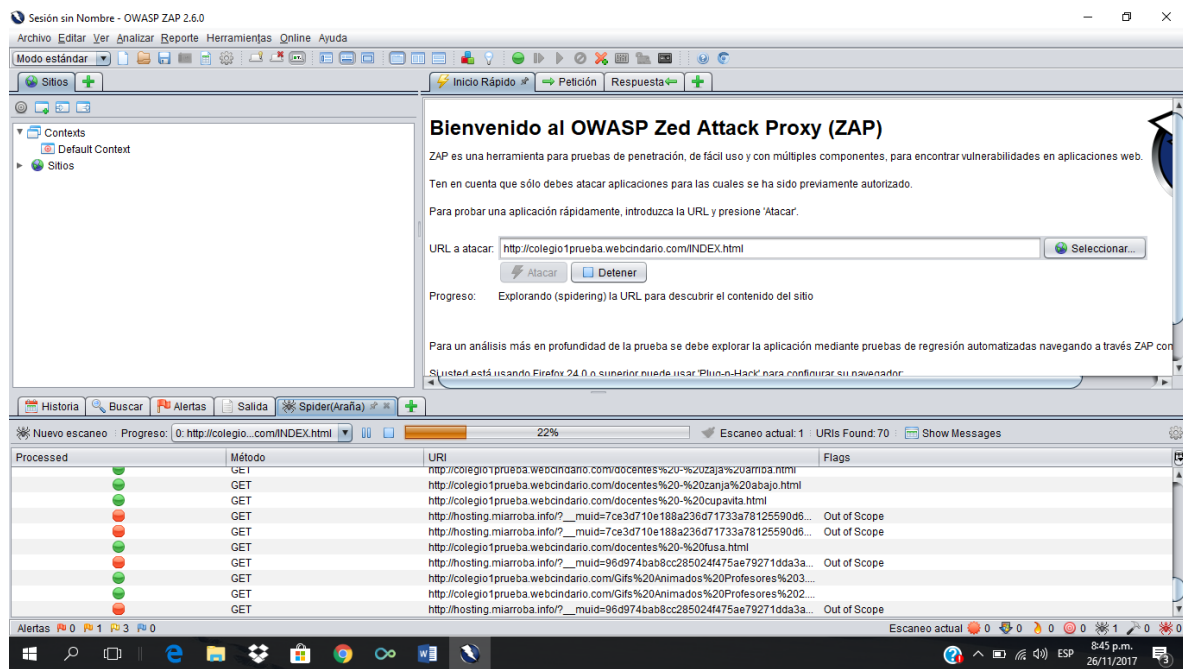 Sesión sin Nombre - OWASP ZAP 2.6.0
Archivo Editar Ver Analizar Reporte Herramientas Online Ayuda
Modo estándar
Sitios
Inicio Rápido Petición Respuesta
Contexts
Default Context
Sitios
Bienvenido al OWASP Zed Attack Proxy (ZAP)
ZAP es una herramienta para pruebas de penetración, de fácil uso y con múltiples componentes, para encontrar vulnerabilidades en aplicaciones web.
Ten en cuenta que sólo debes atacar aplicaciones para las cuales se ha sido previamente autorizado.
Para probar una aplicación rápidamente, introduzca la URL y presione 'Atacar'.
URL a atacar: http://colegio1prueba.webcindario.com/INDEX.html Seleccionar...
Atacar Detener
Progreso: Explorando (spidering) la URL para descubrir el contenido del sitio
Para un análisis más en profundidad de la prueba se debe explorar la aplicación mediante pruebas de regresión automatizadas navegando a través ZAP con
Si usted está usando Firefox 24.0 o superior puede usar 'Plug-n-Hack' para configurar su navegador:
Historia Buscar Alertas Salida Spider(Araña)
Nuevo escaneo Progreso: 0: http://colegio...com/INDEX.html 22% Escaneo actual: 1 URIs Found: 70 Show Messages
Processed Método URI Flags
GET http://colegio1prueba.webcindario.com/docentes%20-%20zaja%20arriba.html
GET http://colegio1prueba.webcindario.com/docentes%20-%20zanja%20abajo.html
GET http://colegio1prueba.webcindario.com/docentes%20-%20cupavita.html
GET http://hosting.miarroba.info/?__muid=7ce3d710e188a236d71733a78125590d6... Out of Scope
GET http://hosting.miarroba.info/?__muid=7ce3d710e188a236d71733a78125590d6... Out of Scope
GET http://colegio1prueba.webcindario.com/docentes%20-%20fusa.html
GET http://hosting.miarroba.info/?__muid=96d974bab8cc285024f475ae79271dda3a... Out of Scope
GET http://colegio1prueba.webcindario.com/Gifs%20Animados%20Profesores%203....
GET http://colegio1prueba.webcindario.com/Gifs%20Animados%20Profesores%202....
GET http://hosting.miarroba.info/?__muid=96d974bab8cc285024f475ae79271dda3a... Out of Scope
Alertas 0 1 3 0 Escaneo actual 0 0 0 0 1 0 0
ESP 8:45 p.m.
26/11/2017